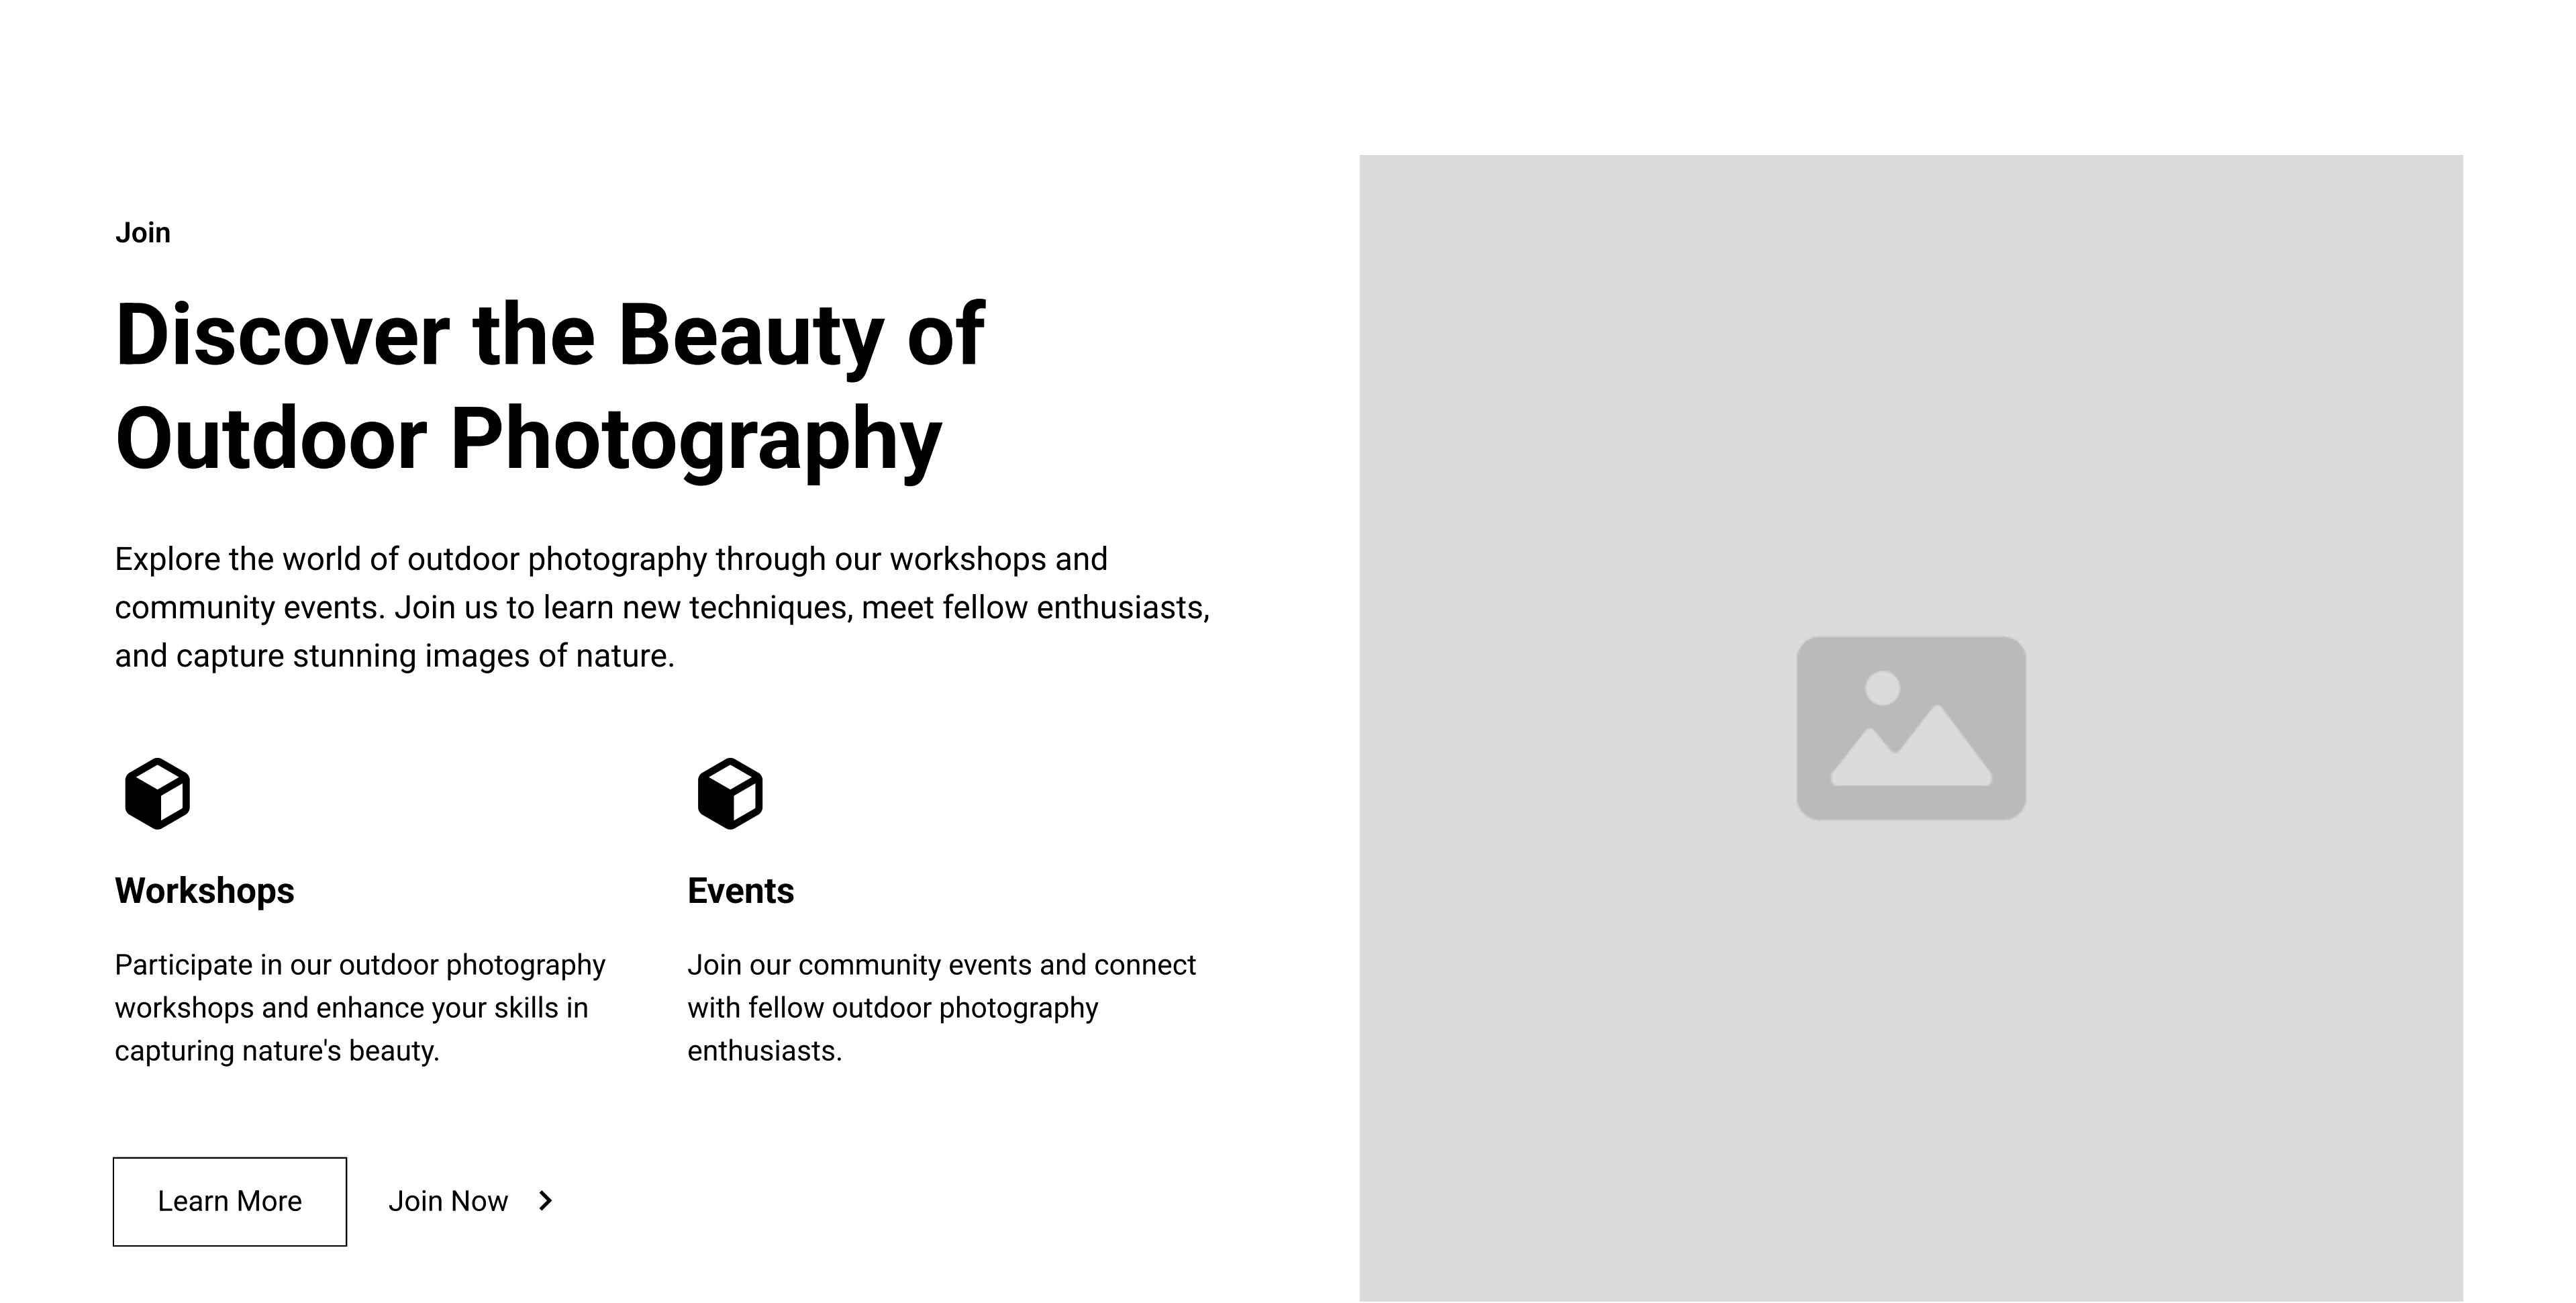 Join
Discover the Beauty of
Outdoor Photography
Explore the world of outdoor photography through our workshops and
community events. Join us to learn new techniques, meet fellow enthusiasts,
and capture stunning images of nature.
Workshops
Participate in our outdoor photography
workshops and enhance your skills in
capturing nature's beauty.
Events
Join our community events and connect
with fellow outdoor photography
enthusiasts.
Learn More
Join Now